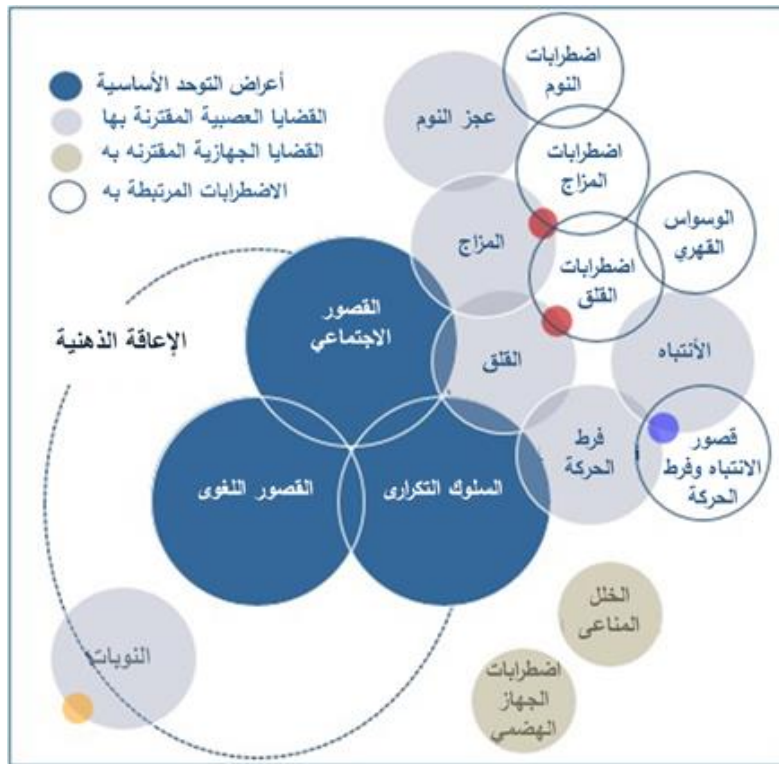 أعراض التوحد الأساسية
القضايا العصبية المقترنة بها
القضايا الجهازية المقترنه به
الاضطرابات المرتبطة به
اضطرابات
النوم
عجز النوم
اضطرابات
المزاج
الوسواس
القهري
المزاج
اضطرابات
القلق
القصور
الاجتماعي
الإعاقة الذهنية
القلق
الأنتباه
فرط
الحركة
قصور
الانتباه وفرط
الحركة
السلوك التكرارى
القصور اللغوى
الخلل
المناعى
النوبات
اضطرابات
الجهاز
الهضمي